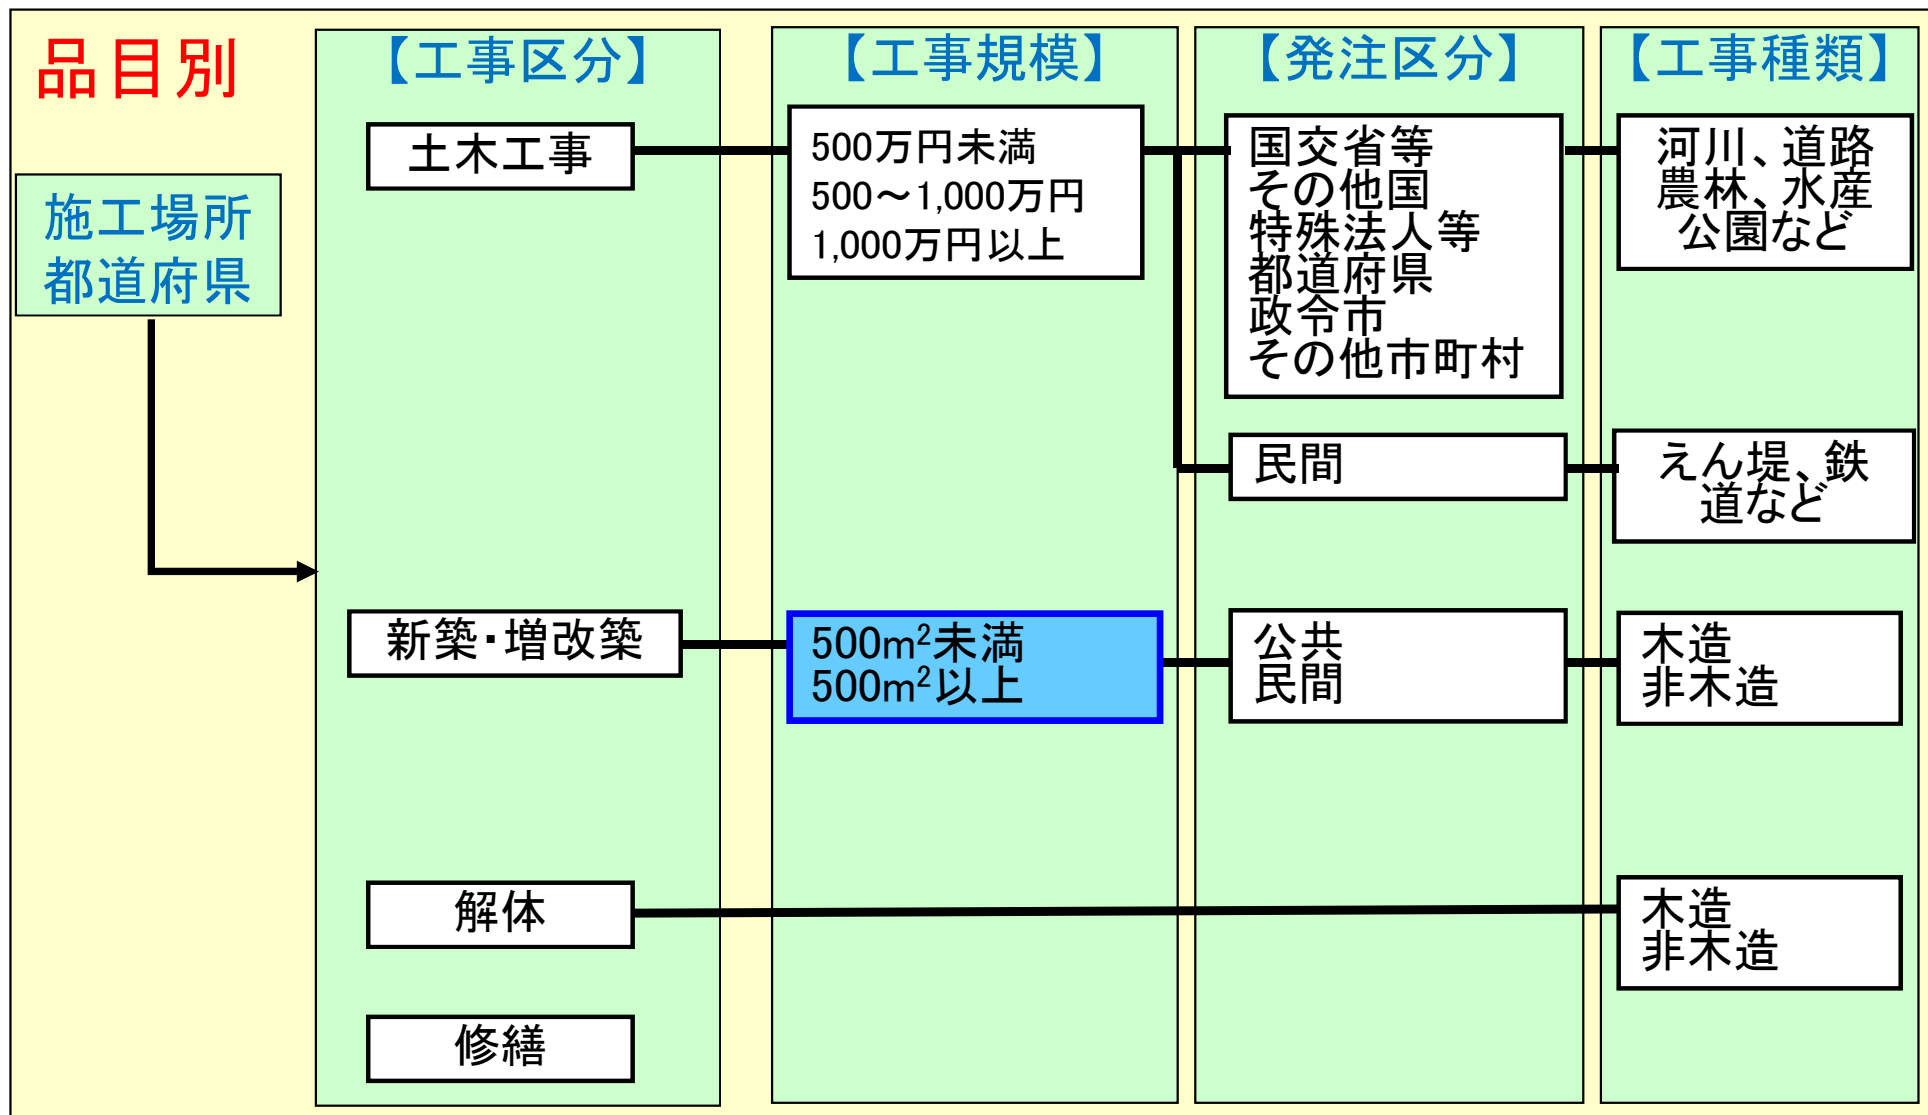 品目別
【工事区分】
【工事規模】
【発注区分】
【工事種類】
施工場所
都道府県
土木工事
500万円未満
500～1,000万円
1,000万円以上
国交省等
その他国
特殊法人等
都道府県
政令市
その他市町村
河川、道路
農林、水産
公園など
民間
えん堤、鉄
道など
新築・増改築
500m²未満
500m²以上
公共
民間
木造
非木造
解体
木造
非木造
修繕